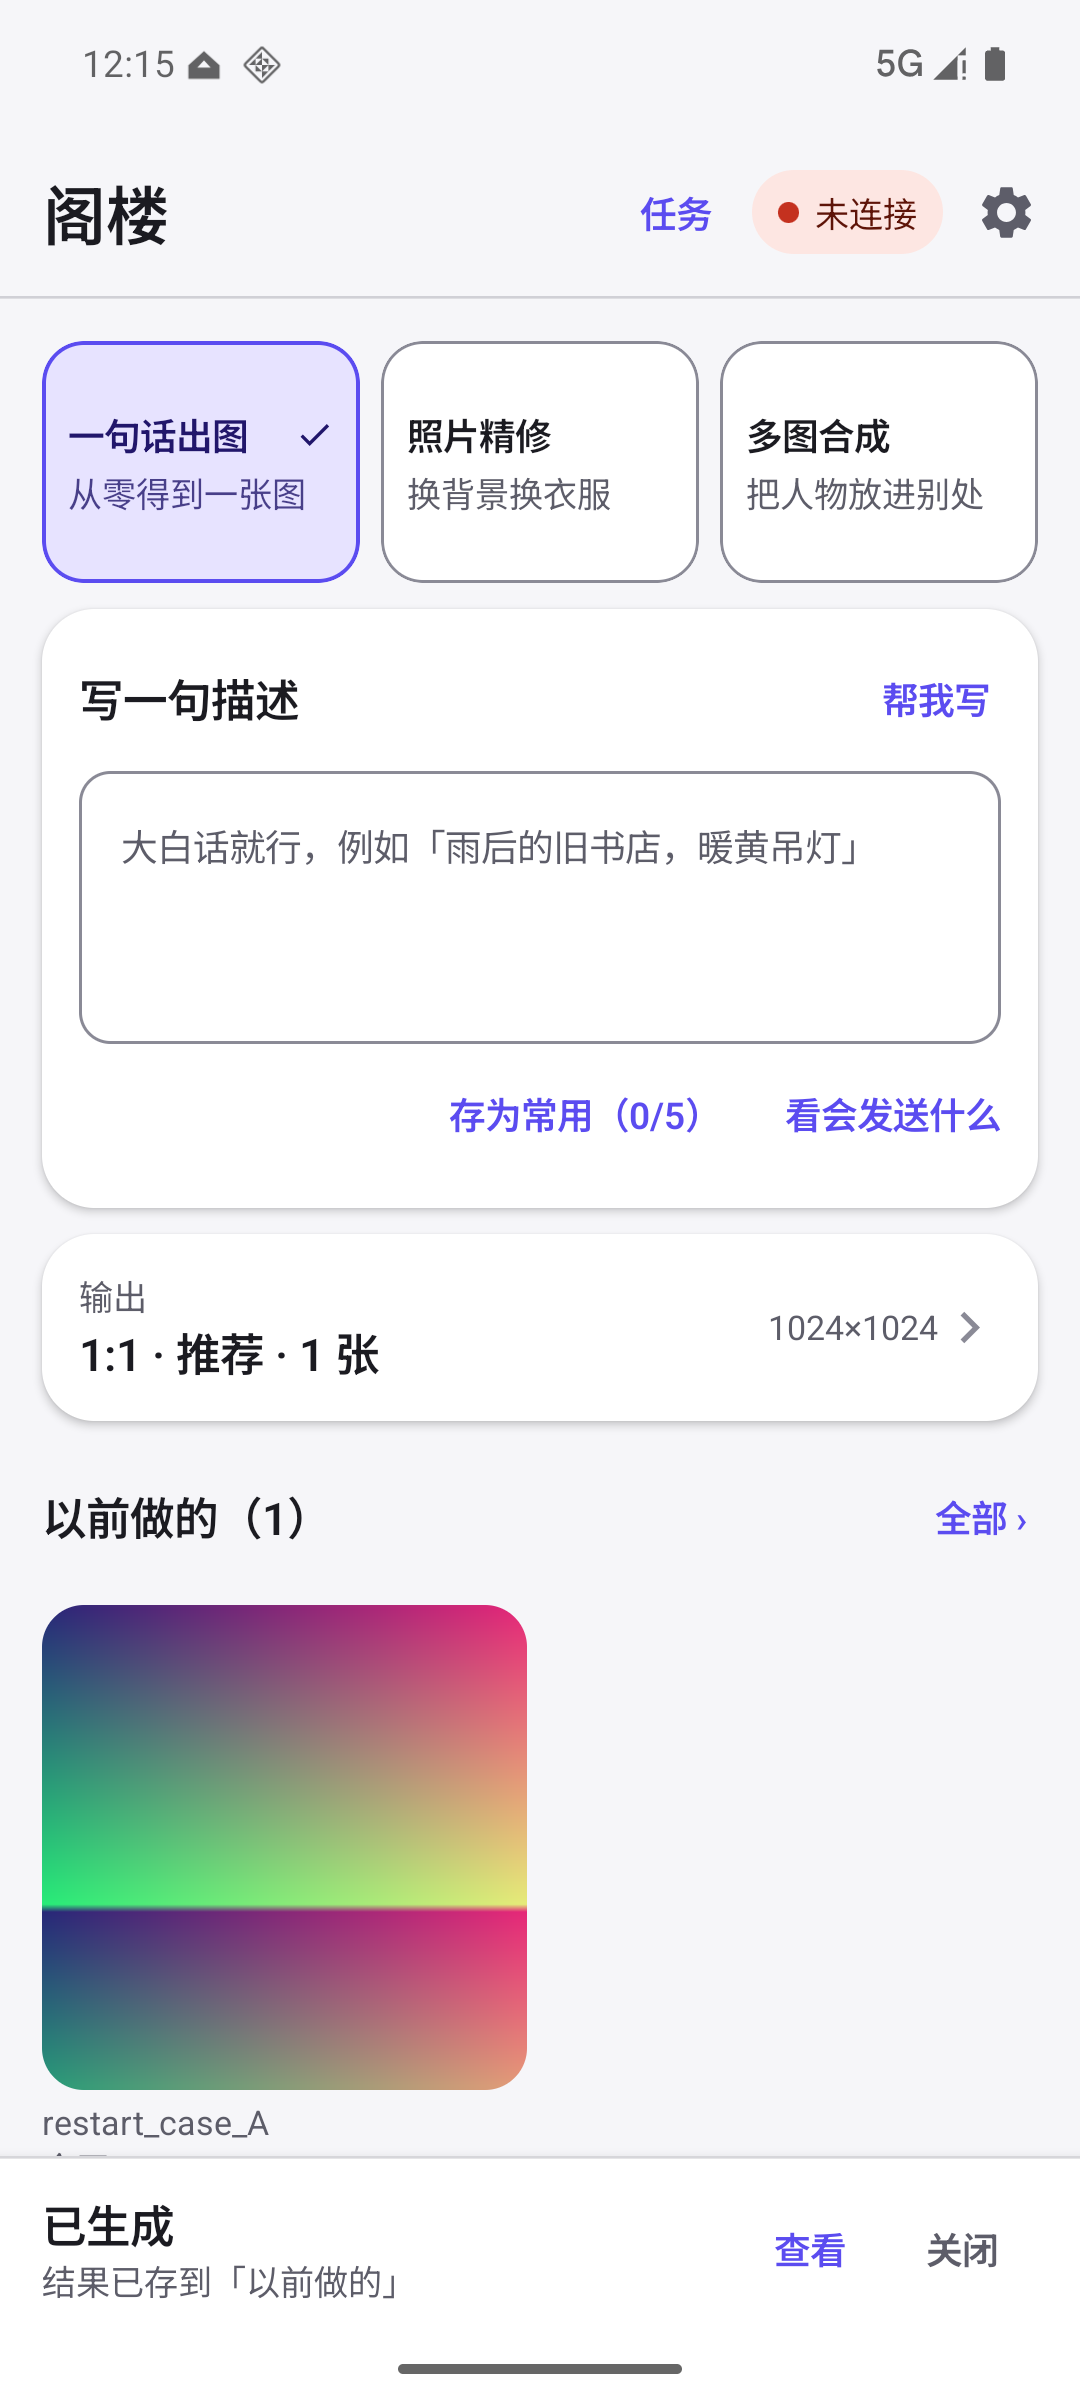 12:15
5G
阁楼
任务
未连接
一句话出图
从零得到一张图
照片精修
换背景换衣服
多图合成
把人物放进别处
写一句描述
帮我写
大白话就行，例如「雨后的旧书店，暖黄吊灯」
存为常用（0/5）
看会发送什么
输出
1:1 · 推荐 · 1 张
1024×1024
以前做的（1）
全部 ›
restart_case_A
已生成
结果已存到「以前做的」
查看
关闭